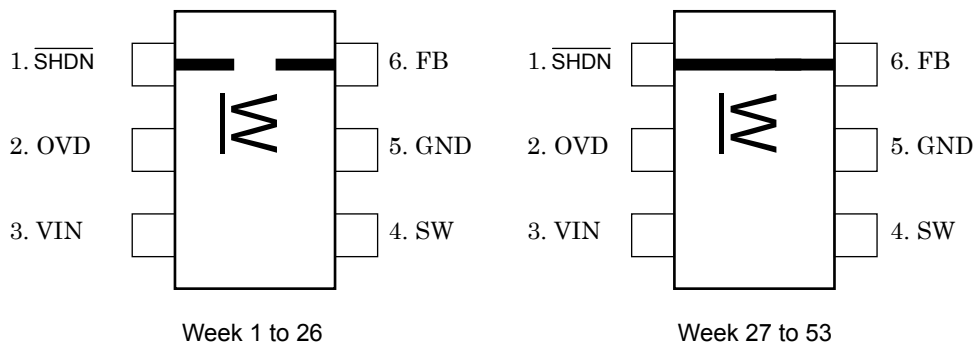 1. SHDN
6. FB
2. OVD
5. GND
3. VIN
4. SW
W
Week 1 to 26
1. SHDN
6. FB
2. OVD
5. GND
3. VIN
4. SW
W
Week 27 to 53